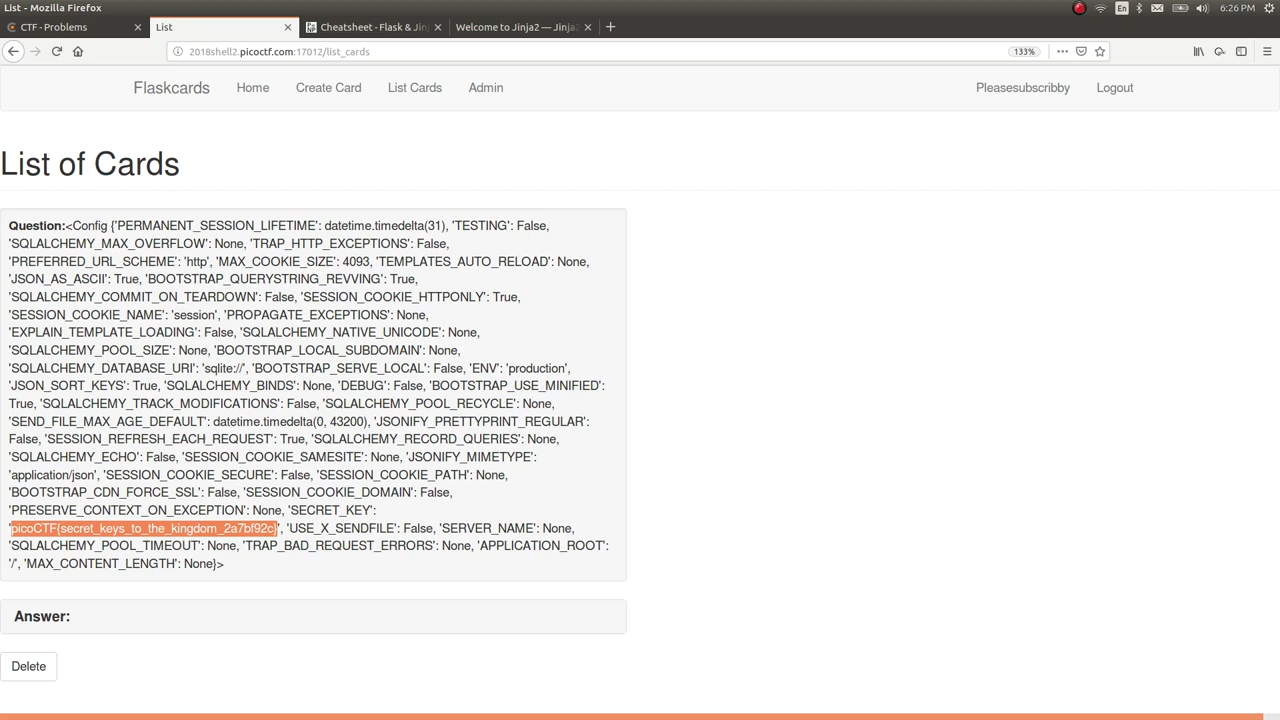 List - Mozilla Firefox
En
6:26 PM
CTF - Problems
List
Cheatsheet - Flask & Jin
Welcome to Jinja2 — Jinja2
2018shell2.picoctf.com:17012/list_cards
133%
Flaskcards
Home
Create Card
List Cards
Admin
Pleasesubscribby
Logout
List of Cards
Question:<Config {'PERMANENT_SESSION_LIFETIME': datetime.timedelta(31), 'TESTING': False,
'SQLALCHEMY_MAX_OVERFLOW': None, 'TRAP_HTTP_EXCEPTIONS': False,
'PREFERRED_URL_SCHEME': 'http', 'MAX_COOKIE_SIZE': 4093, 'TEMPLATES_AUTO_RELOAD': None,
'JSON_AS_ASCII': True, 'BOOTSTRAP_QUERYSTRING_REVVING': True,
'SQLALCHEMY_COMMIT_ON_TEARDOWN': False, 'SESSION_COOKIE_HTTPONLY': True,
'SESSION_COOKIE_NAME': 'session', 'PROPAGATE_EXCEPTIONS': None,
'EXPLAIN_TEMPLATE_LOADING': False, 'SQLALCHEMY_NATIVE_UNICODE': None,
'SQLALCHEMY_POOL_SIZE': None, 'BOOTSTRAP_LOCAL_SUBDOMAIN': None,
'SQLALCHEMY_DATABASE_URI': 'sqlite://', 'BOOTSTRAP_SERVE_LOCAL': False, 'ENV': 'production',
'JSON_SORT_KEYS': True, 'SQLALCHEMY_BINDS': None, 'DEBUG': False, 'BOOTSTRAP_USE_MINIFIED':
True, 'SQLALCHEMY_TRACK_MODIFICATIONS': False, 'SQLALCHEMY_POOL_RECYCLE': None,
'SEND_FILE_MAX_AGE_DEFAULT': datetime.timedelta(0, 43200), 'JSONIFY_PRETTYPRINT_REGULAR':
False, 'SESSION_REFRESH_EACH_REQUEST': True, 'SQLALCHEMY_RECORD_QUERIES': None,
'SQLALCHEMY_ECHO': False, 'SESSION_COOKIE_SAMESITE': None, 'JSONIFY_MIMETYPE':
'application/json', 'SESSION_COOKIE_SECURE': False, 'SESSION_COOKIE_PATH': None,
'BOOTSTRAP_CDN_FORCE_SSL': False, 'SESSION_COOKIE_DOMAIN': False,
'PRESERVE_CONTEXT_ON_EXCEPTION': None, 'SECRET_KEY':
'picoCTF{secret_keys_to_the_kingdom_2a7bf92c}', 'USE_X_SENDFILE': False, 'SERVER_NAME': None,
'SQLALCHEMY_POOL_TIMEOUT': None, 'TRAP_BAD_REQUEST_ERRORS': None, 'APPLICATION_ROOT':
'/', 'MAX_CONTENT_LENGTH': None}>
Answer:
Delete